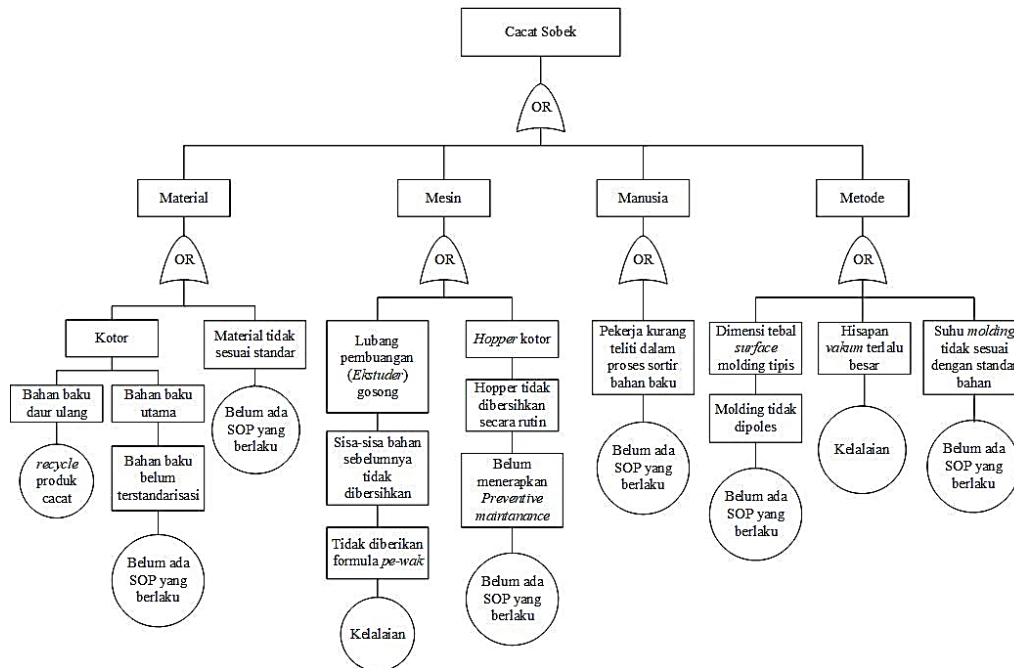 Cacat Sobek
OR
Material
Mesin
Manusia
Metode
OR
OR
OR
OR
Kotor
Material tidak
sesuai standar
Lubang
pembuangan
(Ekstuder)
gosong
Hopper kotor
Pekerja kurang
teliti dalam
proses sortir
bahan baku
Dimensi tebal
surface
molding tipis
Hisapan
vakum terlalu
besar
Suhu molding
tidak sesuai
dengan standar
bahan
Bahan baku
daur ulang
Bahan baku
utama
Belum ada
SOP yang
berlaku
Hopper tidak
dibersihkan
secara rutin
Molding tidak
dipoles
recycle
produk
cacat
Bahan baku
belum
terstandarisasi
Sisa-sisa bahan
sebelumnya
tidak
dibersihkan
Belum
menerapkan
Preventive
maintanance
Belum ada
SOP yang
berlaku
Belum ada
SOP yang
berlaku
Kelalaian
Belum ada
SOP yang
berlaku
Belum ada
SOP yang
berlaku
Tidak diberikan
formula pe-wak
Belum ada
SOP yang
berlaku
Kelalaian